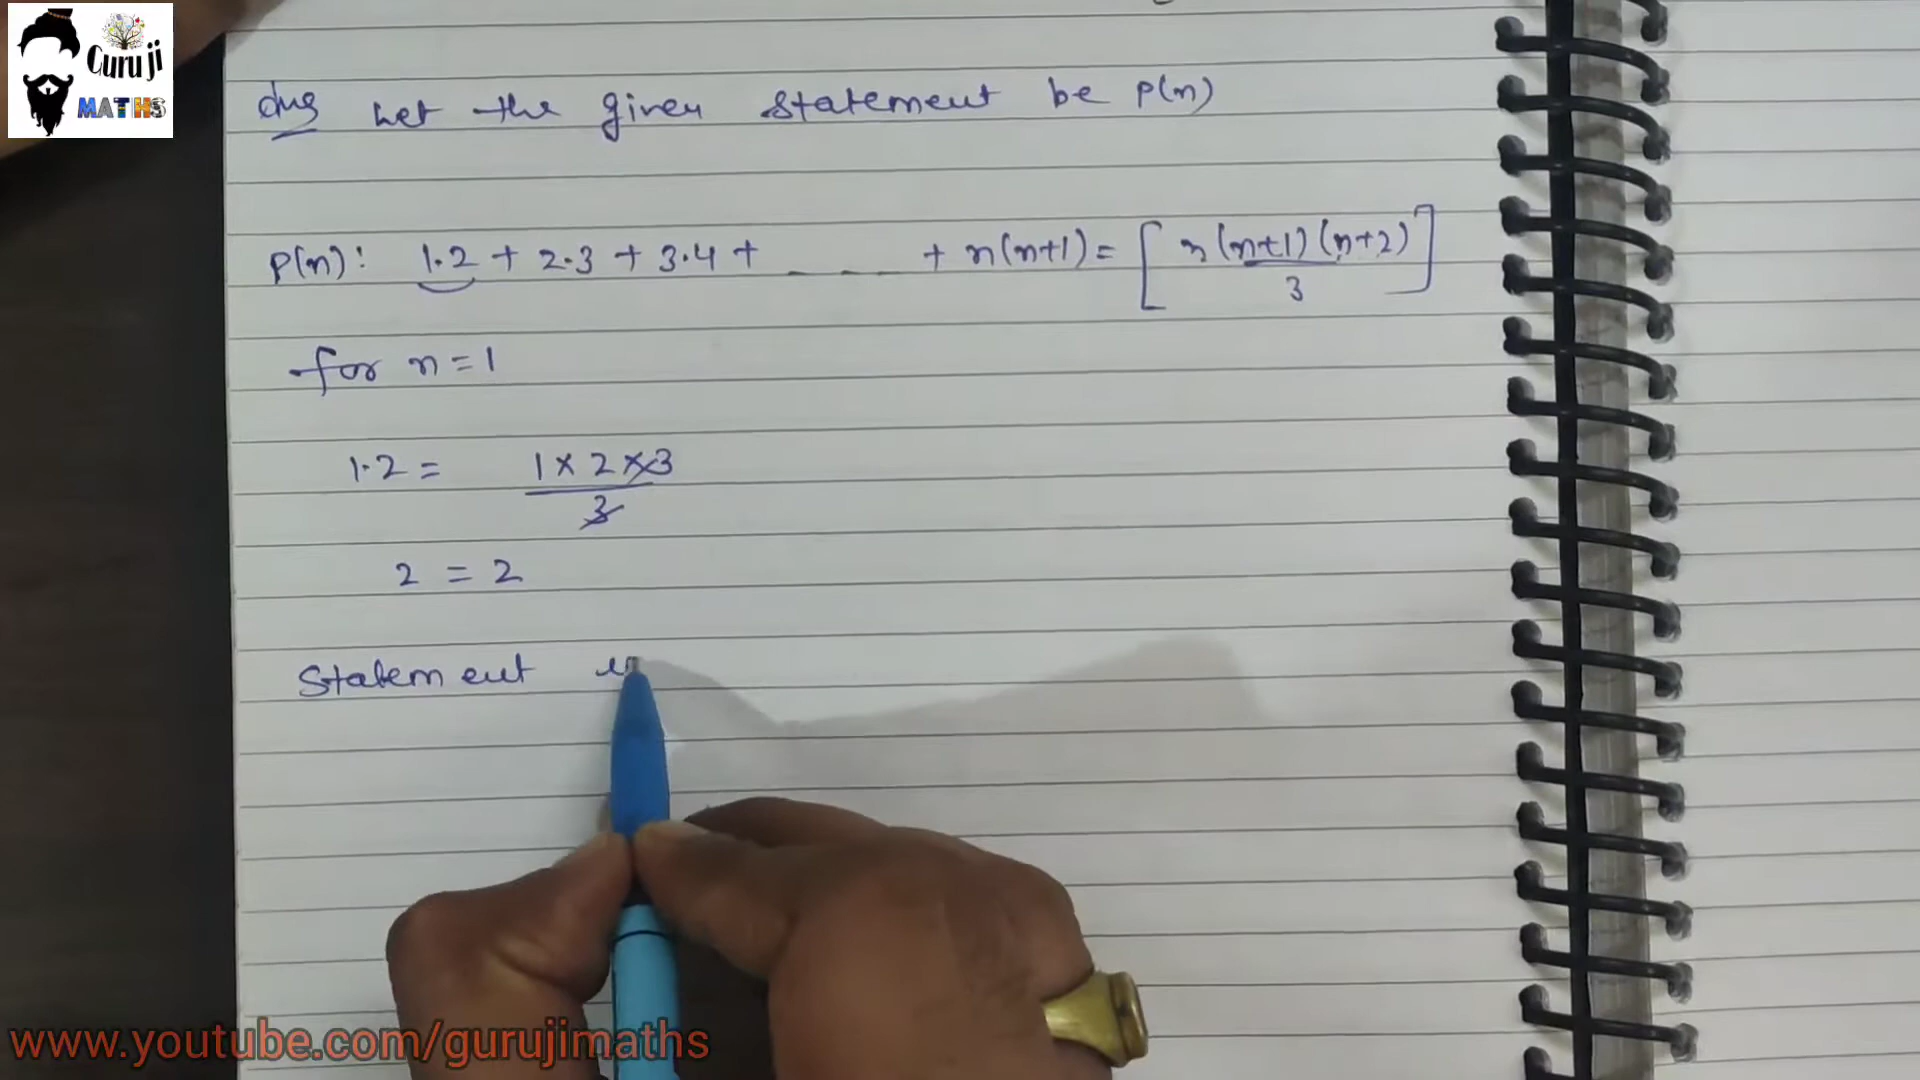 Guruji
MATHS
Ans Let the given statement be P(n)
P(n): 1.2 + 2.3 + 3.4 + _ _ _ + n(n+1) = [ n(n+1)(n+2) / 3 ]
for n = 1
1.2 = 1 x 2 x 3 / 3
2 = 2
Statement
www.youtube.com/gurujimaths